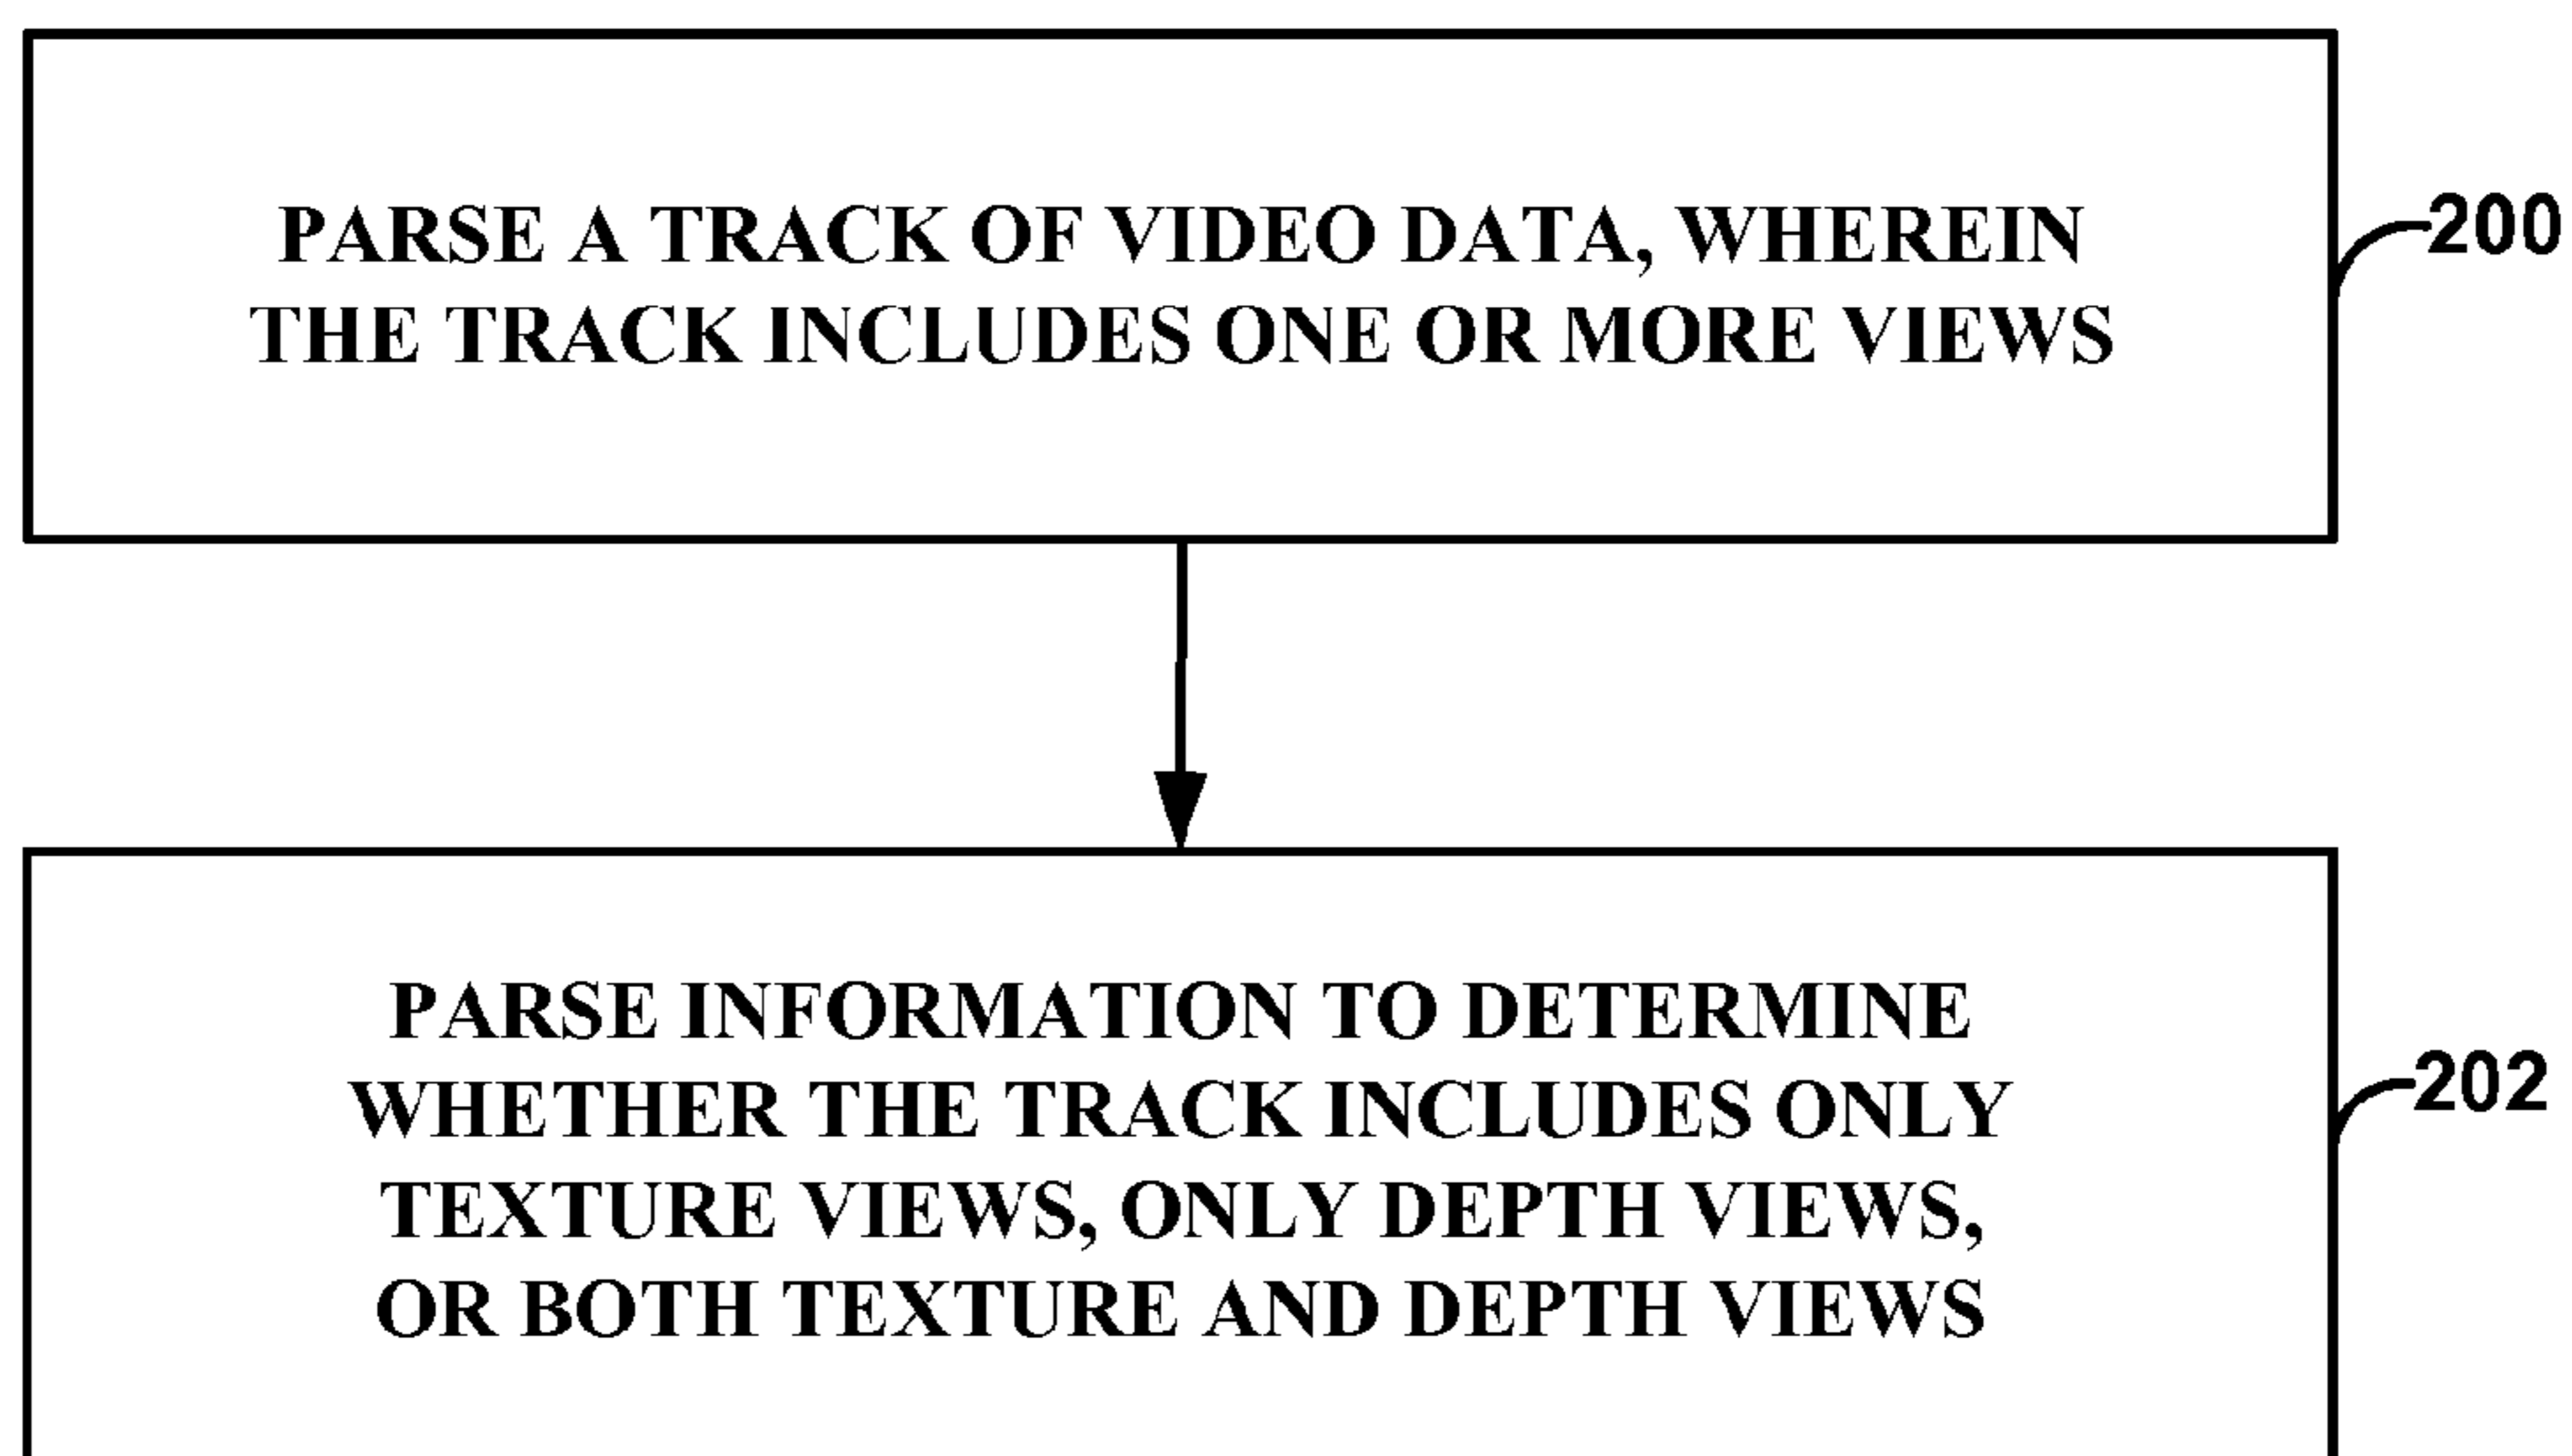 PARSE A TRACK OF VIDEO DATA, WHEREIN
THE TRACK INCLUDES ONE OR MORE VIEWS
200
PARSE INFORMATION TO DETERMINE
WHETHER THE TRACK INCLUDES ONLY
TEXTURE VIEWS, ONLY DEPTH VIEWS,
OR BOTH TEXTURE AND DEPTH VIEWS
202